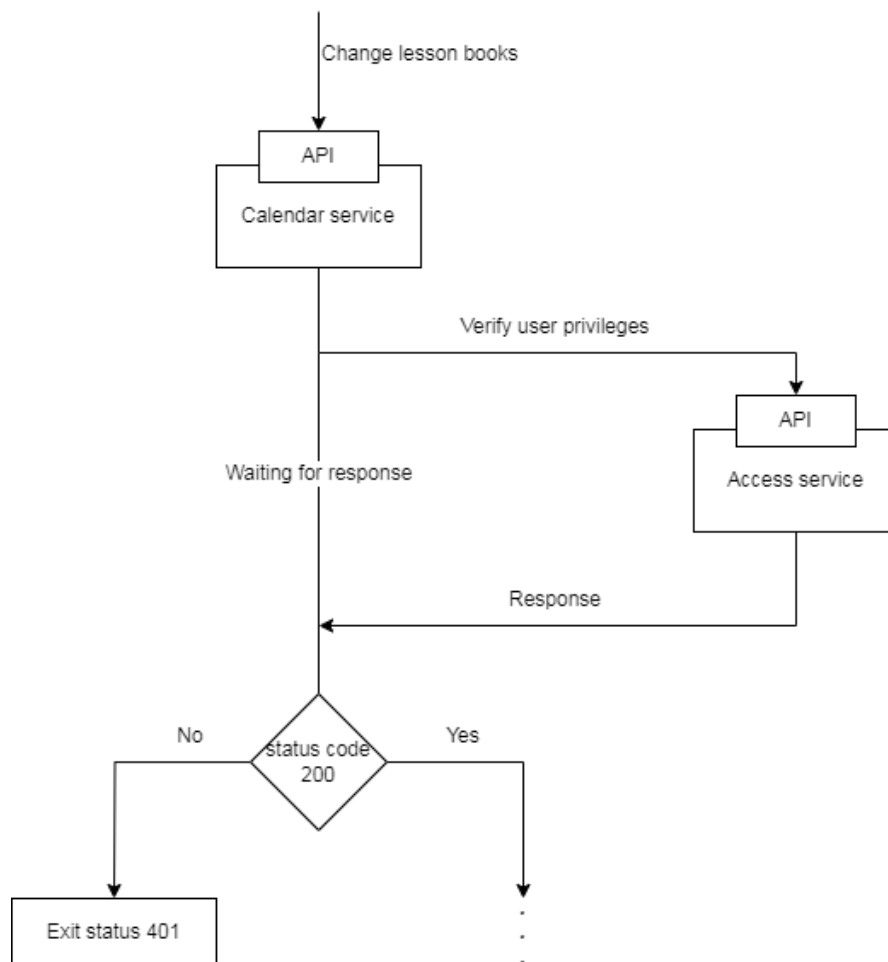 Change lesson books
API
Calendar service
Verify user privileges
API
Waiting for response
Access service
Response
No
Yes
status code
200
Exit status 401